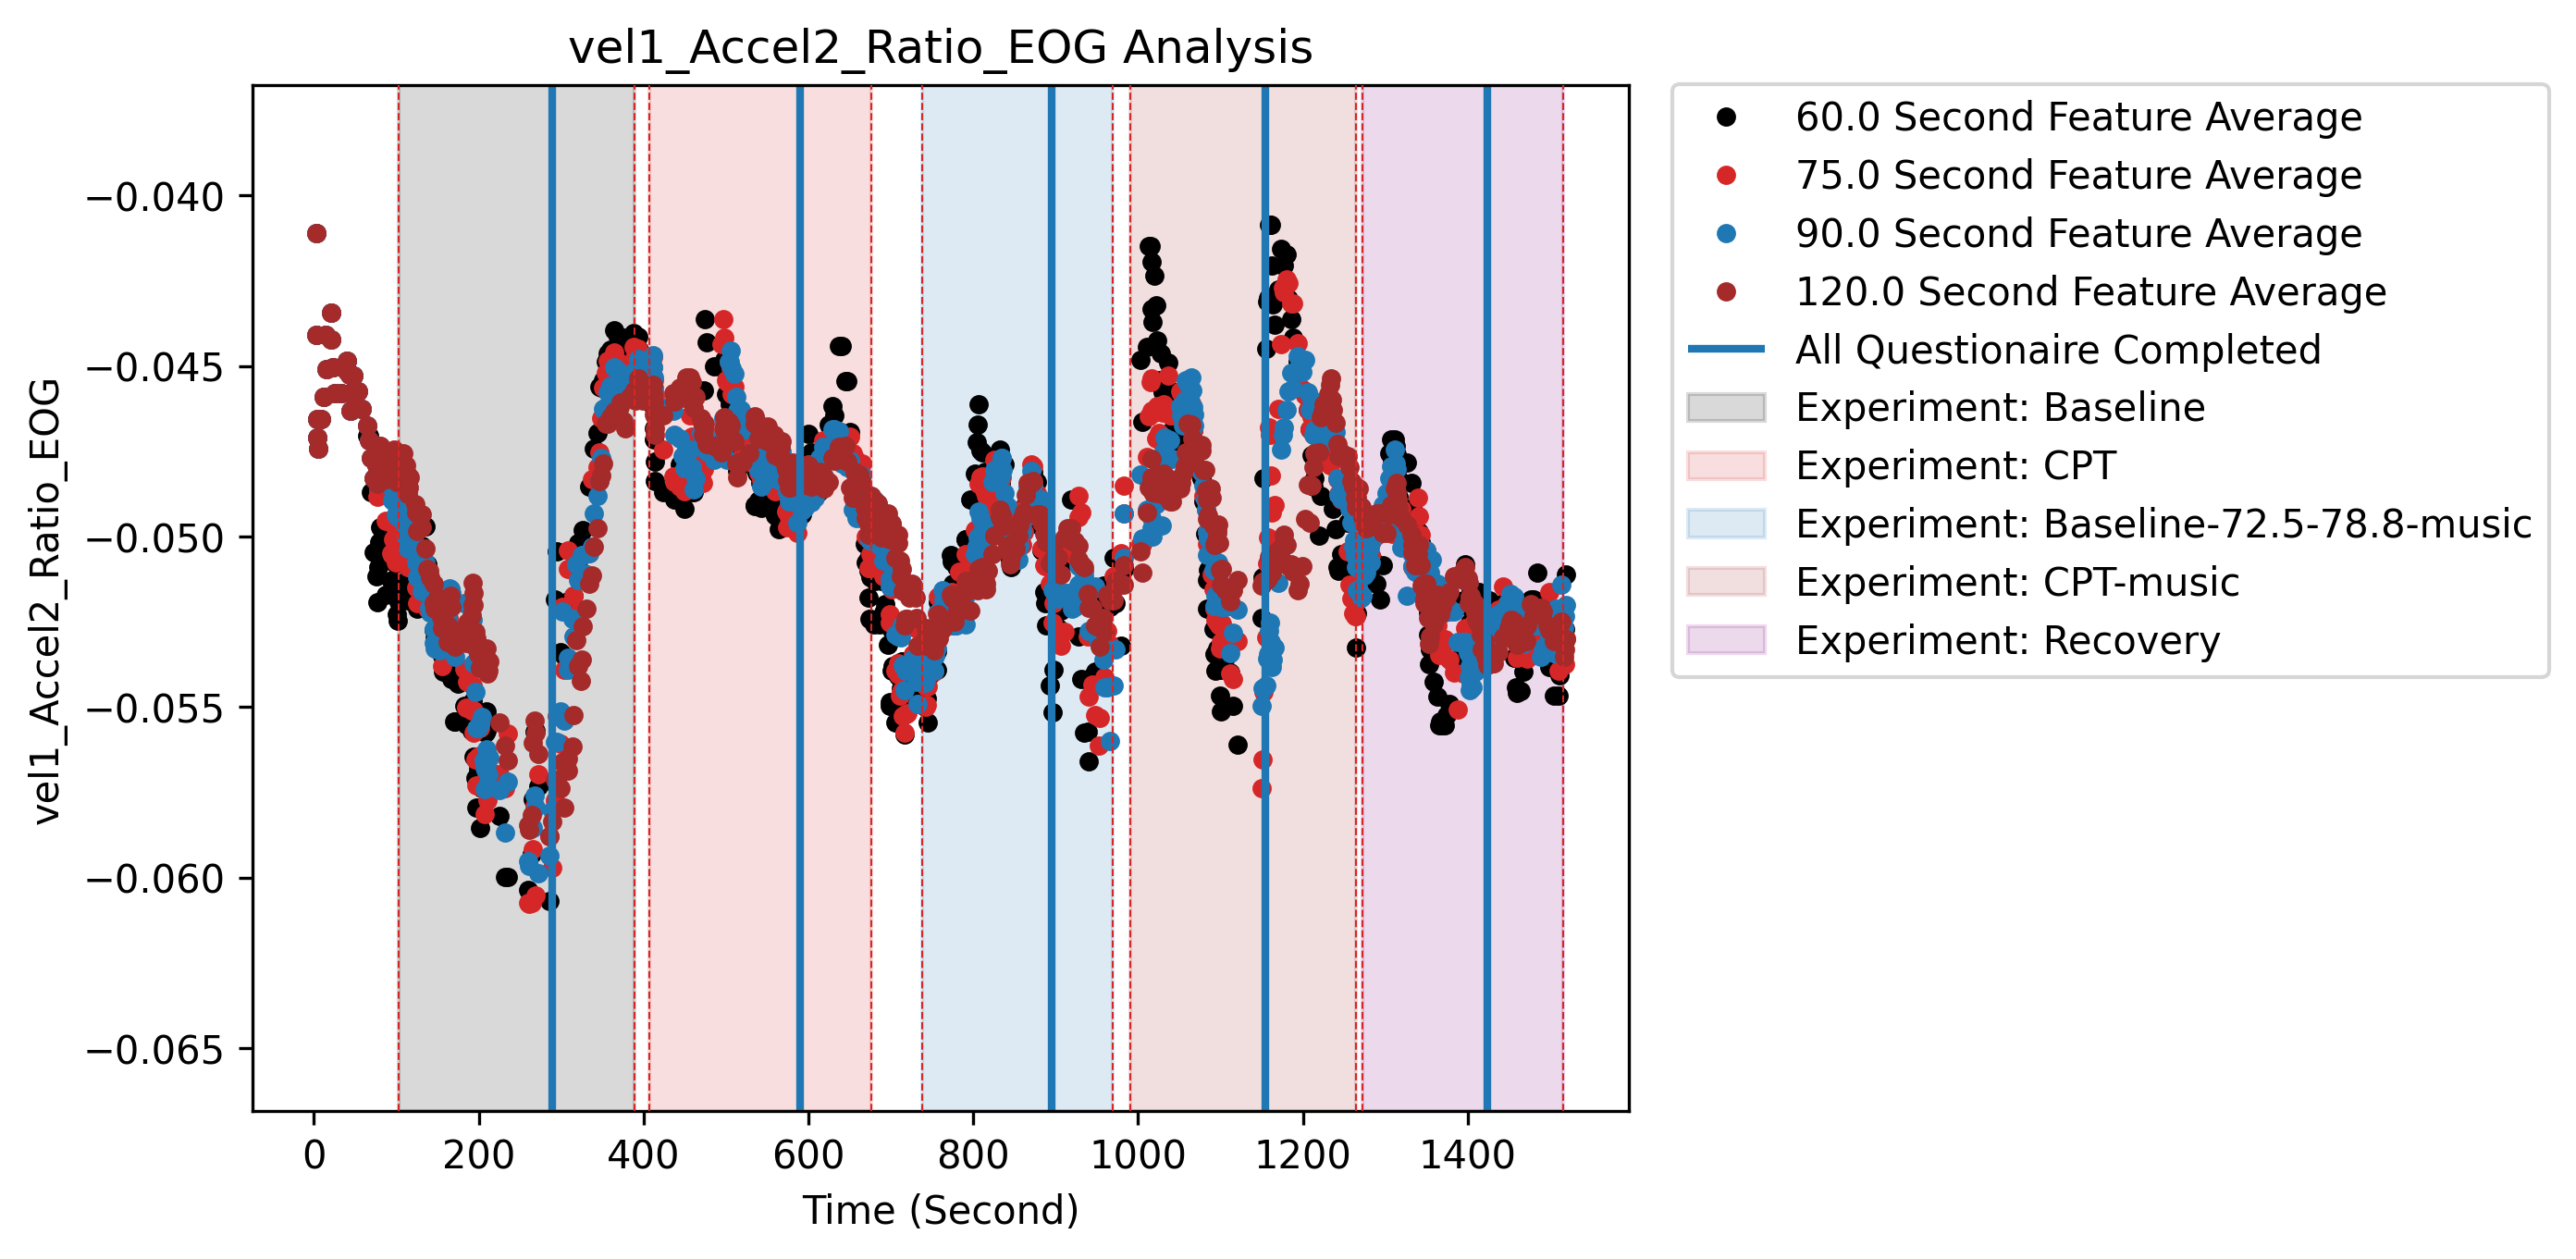 vel1_Accel2_Ratio_EOG Analysis
vel1_Accel2_Ratio_EOG
−0.040
−0.045
−0.050
−0.055
−0.060
−0.065
0 200 400 600 800 1000 1200 1400
Time (Second)
60.0 Second Feature Average
75.0 Second Feature Average
90.0 Second Feature Average
120.0 Second Feature Average
All Questionaire Completed
Experiment: Baseline
Experiment: CPT
Experiment: Baseline-72.5-78.8-music
Experiment: CPT-music
Experiment: Recovery